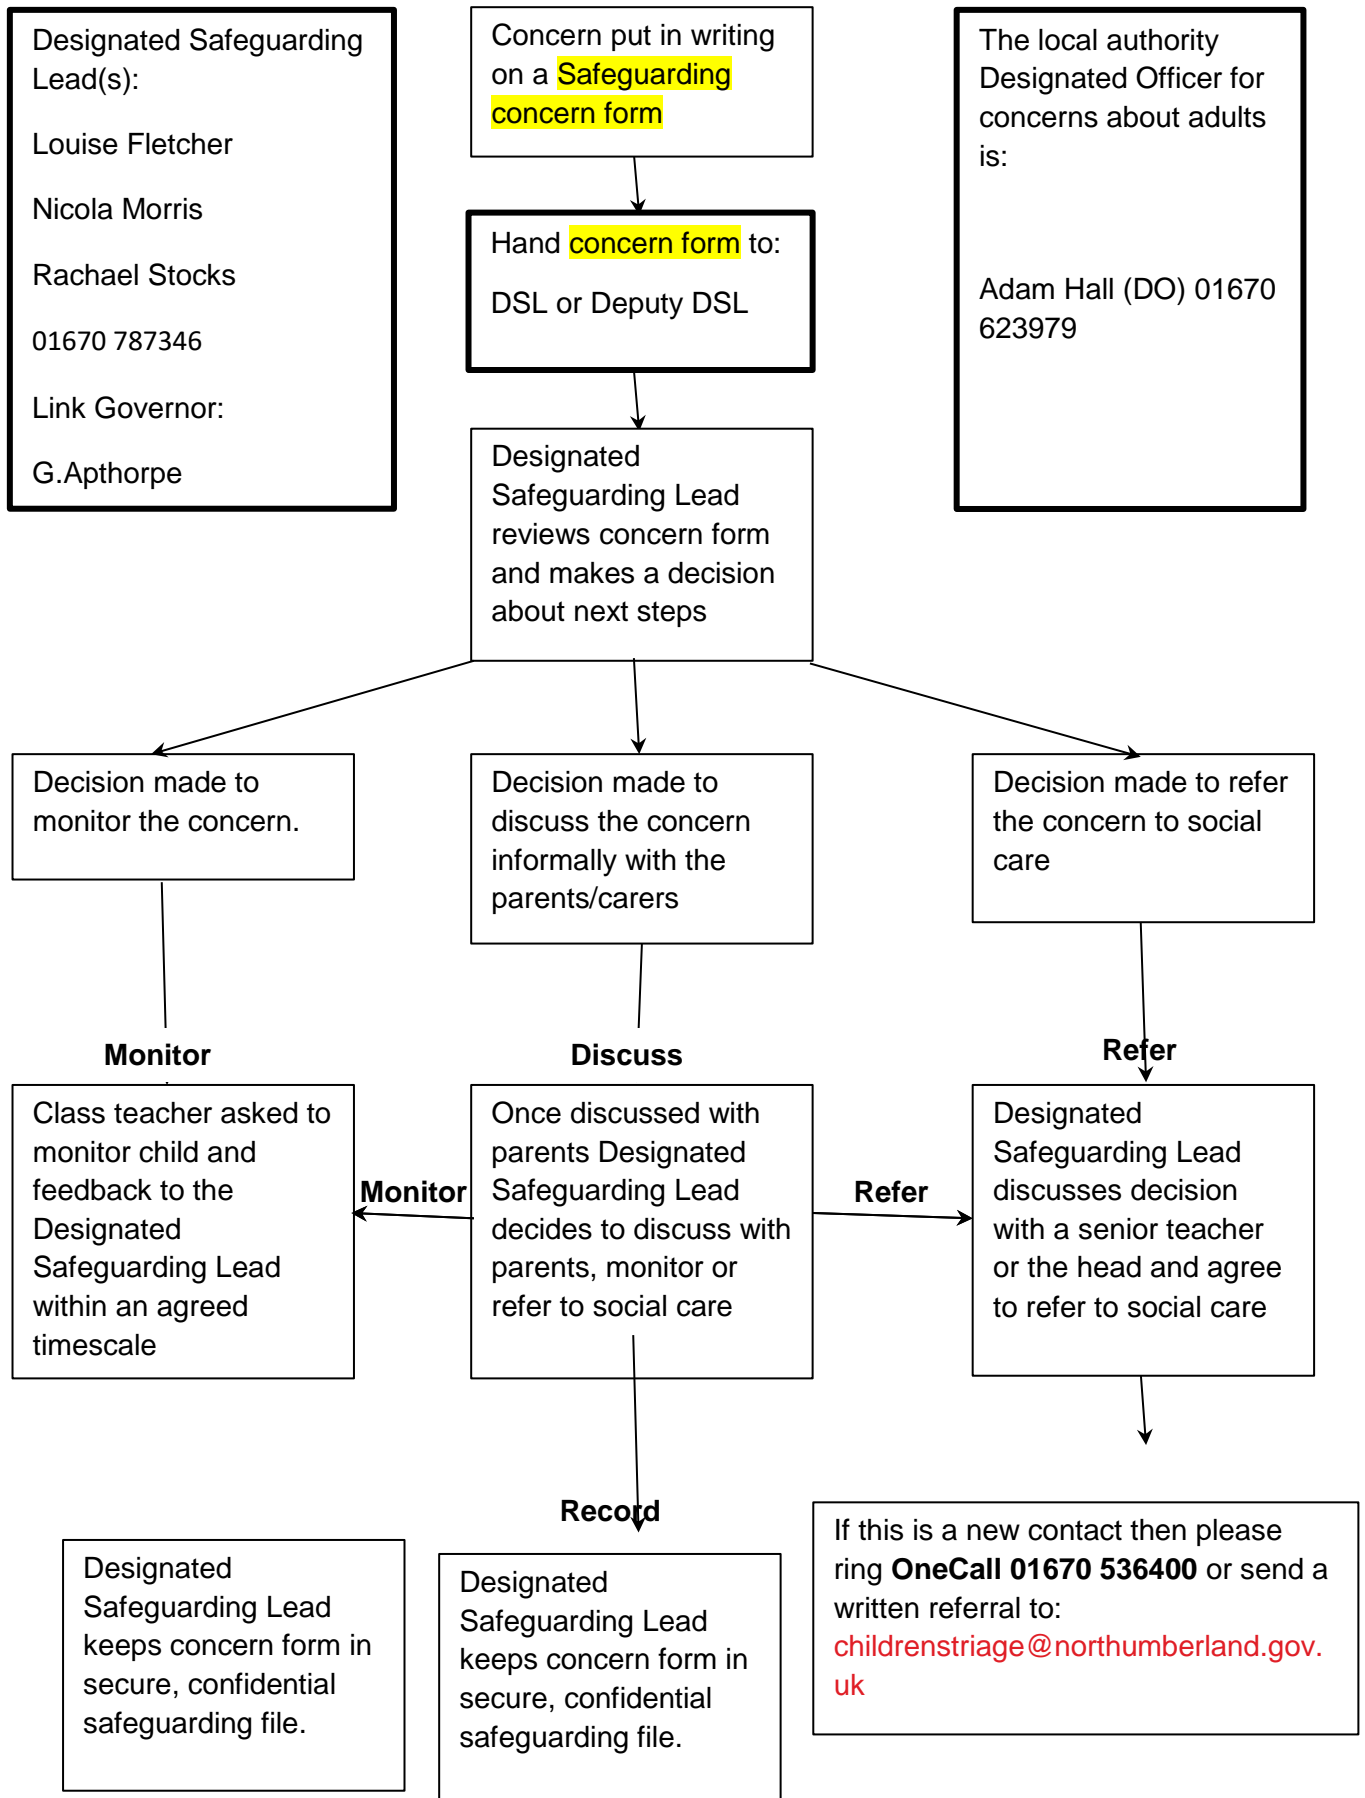 Designated Safeguarding
Lead(s):
Louise Fletcher
Nicola Morris
Rachael Stocks
01670 787346
Link Governor:
G.Apthorpe
Concern put in writing
on a Safeguarding
concern form
The local authority
Designated Officer for
concerns about adults
is:
Adam Hall (DO) 01670
623979
Hand concern form to:
DSL or Deputy DSL
Designated
Safeguarding Lead
reviews concern form
and makes a decision
about next steps
Decision made to
monitor the concern.
Decision made to
discuss the concern
informally with the
parents/carers
Decision made to refer
the concern to social
care
Monitor
Discuss
Refer
Class teacher asked to
monitor child and
feedback to the
Designated
Safeguarding Lead
within an agreed
timescale
Monitor
Once discussed with
parents Designated
Safeguarding Lead
decides to discuss with
parents, monitor or
refer to social care
Refer
Designated
Safeguarding Lead
discusses decision
with a senior teacher
or the head and agree
to refer to social care
Record
Designated
Safeguarding Lead
keeps concern form in
secure, confidential
safeguarding file.
Designated
Safeguarding Lead
keeps concern form in
secure, confidential
safeguarding file.
If this is a new contact then please
ring OneCall 01670 536400 or send a
written referral to:
childrenstriage@northumberland.gov.
uk